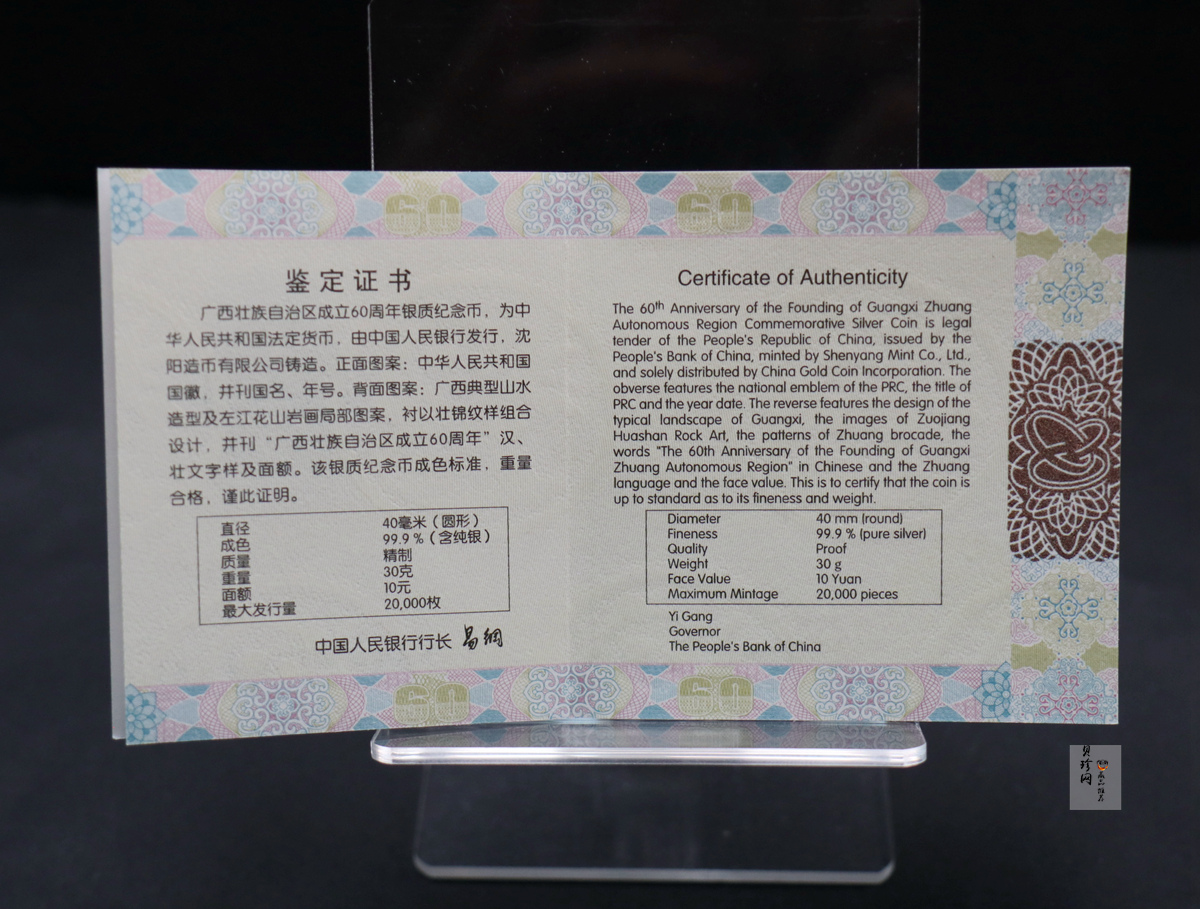 60
60
鉴定证书
广西壮族自治区成立60周年银质纪念币，为中
华人民共和国法定货币，由中国人民银行发行，沈
阳造币有限公司铸造。正面图案：中华人民共和国
国徽，并刊国名、年号。背面图案：广西典型山水
造型及左江花山岩画局部图案，衬以壮锦纹样组合
设计，并刊“广西壮族自治区成立60周年”汉、
壮文字样及面额。该银质纪念币成色标准，重量
合格，谨此证明。
直径 40毫米（圆形）
成色 99.9％（含纯银）
质量 精制
重量 30克
面额 10元
最大发行量 20,000枚
中国人民银行行长 易纲
Certificate of Authenticity
The 60th Anniversary of the Founding of Guangxi Zhuang
Autonomous Region Commemorative Silver Coin is legal
tender of the People's Republic of China, issued by the
People's Bank of China, minted by Shenyang Mint Co., Ltd.,
and solely distributed by China Gold Coin Incorporation. The
obverse features the national emblem of the PRC, the title of
PRC and the year date. The reverse features the design of the
typical landscape of Guangxi, the images of Zuojiang
Huashan Rock Art, the patterns of Zhuang brocade, the
words "The 60th Anniversary of the Founding of Guangxi
Zhuang Autonomous Region" in Chinese and the Zhuang
language and the face value. This is to certify that the coin is
up to standard as to its fineness and weight.
Diameter 40 mm (round)
Fineness 99.9 % (pure silver)
Quality Proof
Weight 30 g
Face Value 10 Yuan
Maximum Mintage 20,000 pieces
Yi Gang
Governor
The People's Bank of China
60
60
贝珍网